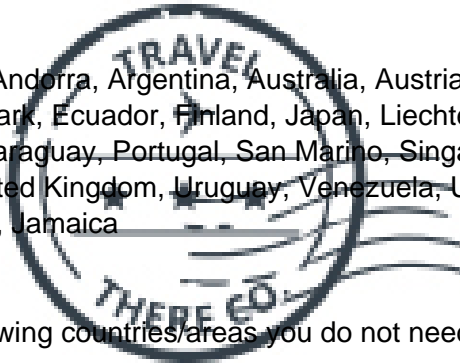 TRAVEL
Andorra, Argentina, Australia, Austria
ark, Ecuador, Finland, Japan, Liechte
araguay, Portugal, San Marino, Singa
ted Kingdom, Uruguay, Venezuela, U
, Jamaica
THERE CO.
wing countries/areas you do not need